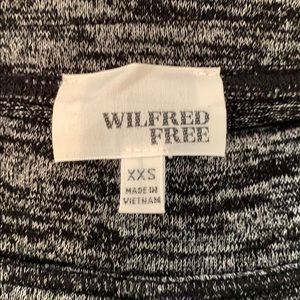 WILFRED
FREE
XXS
MADE IN
VIETNAM